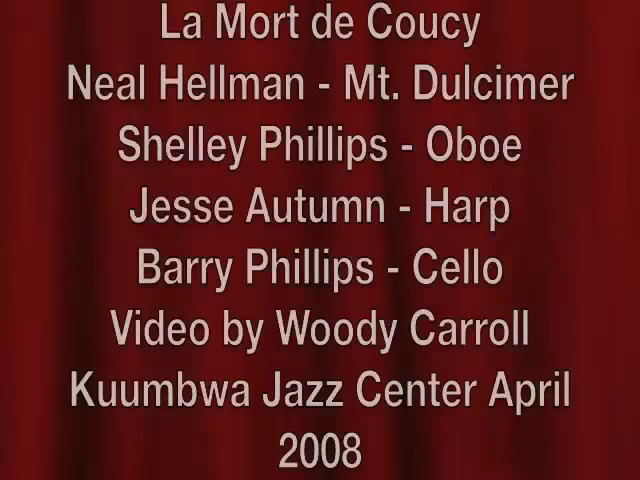 La Mort de Coucy
Neal Hellman - Mt. Dulcimer
Shelley Phillips - Oboe
Jesse Autumn - Harp
Barry Phillips - Cello
Video by Woody Carroll
Kuumbwa Jazz Center April
2008